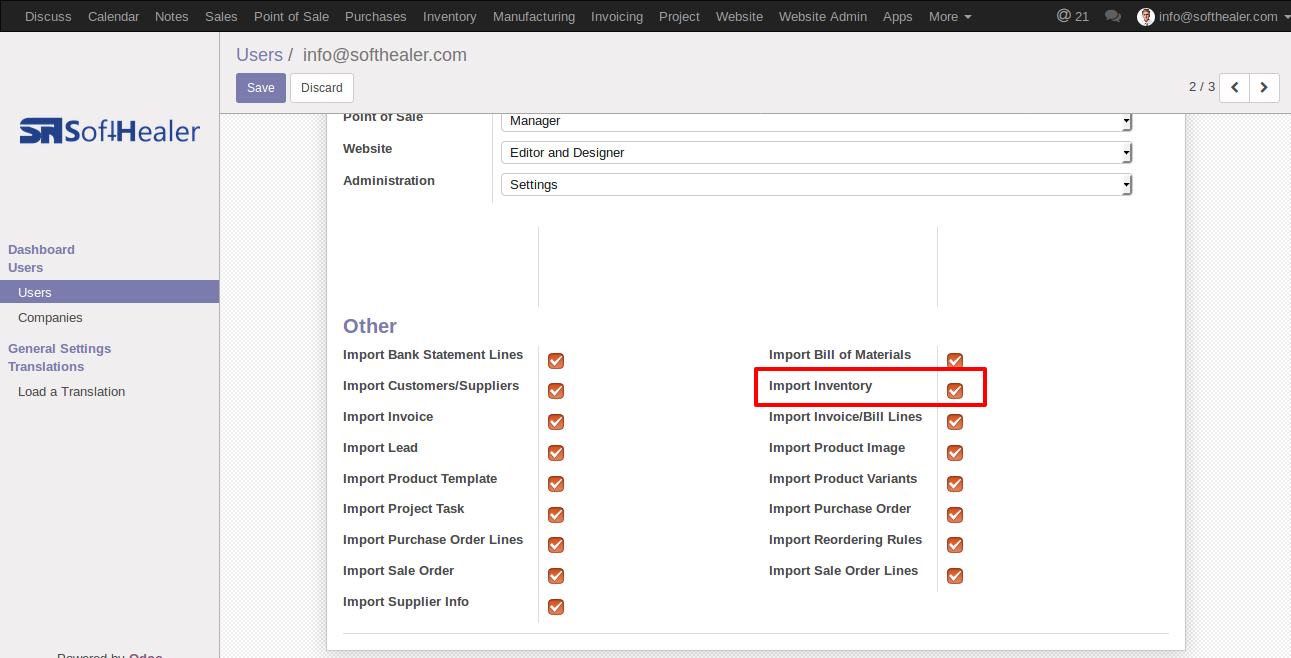 Discuss Calendar Notes Sales Point of Sale Purchases Inventory Manufacturing Invoicing Project Website Website Admin Apps More @ 21 info@softhealer.com
Users / info@softhealer.com
Save Discard
2 / 3
SoftHealer
Dashboard
Users
Users
Companies
General Settings
Translations
Load a Translation
Powered by Odoo
Point of Sale Manager
Website Editor and Designer
Administration Settings
Other
Import Bank Statement Lines Import Bill of Materials
Import Customers/Suppliers Import Inventory
Import Invoice Import Invoice/Bill Lines
Import Lead Import Product Image
Import Product Template Import Product Variants
Import Project Task Import Purchase Order
Import Purchase Order Lines Import Reordering Rules
Import Sale Order Import Sale Order Lines
Import Supplier Info